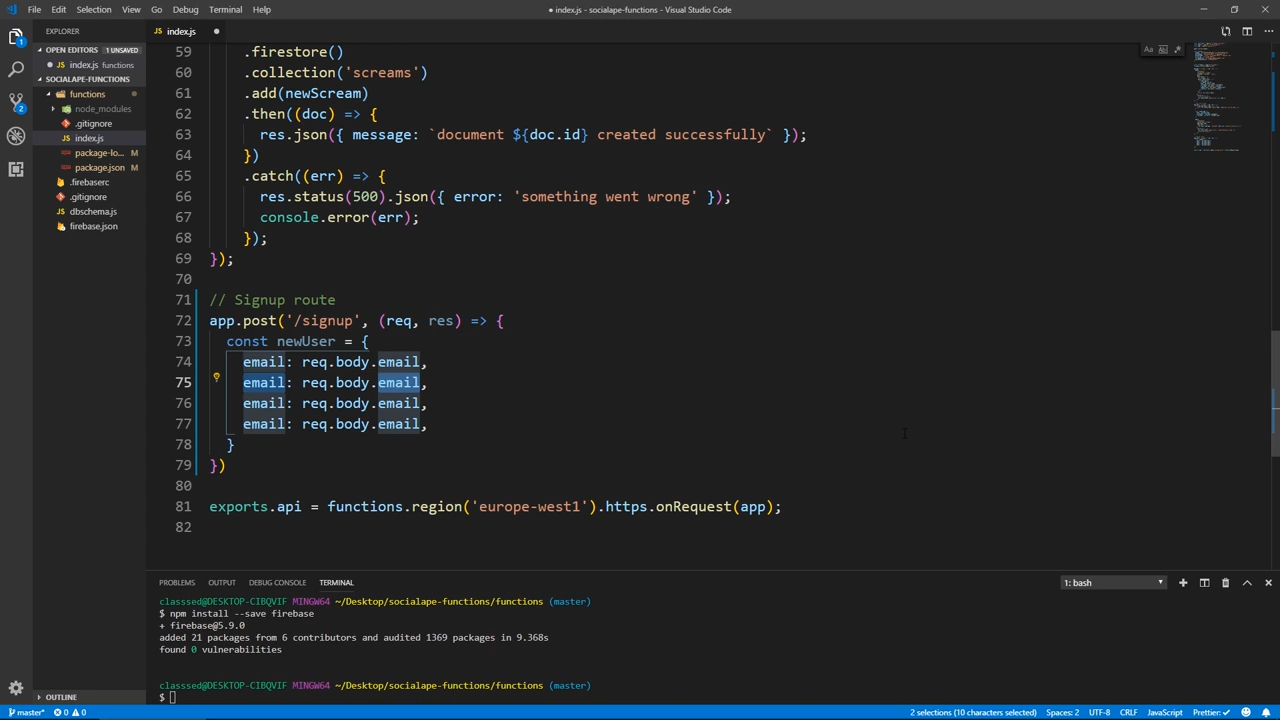 File Edit Selection View Go Debug Terminal Help
● index.js - socialape-functions - Visual Studio Code
EXPLORER
OPEN EDITORS 1 UNSAVED
index.js functions
SOCIALAPE-FUNCTIONS
functions
node_modules
.gitignore
index.js
package-lo... M
package.json M
.firebaserc
.gitignore
dbschema.js
firebase.json
OUTLINE
1
2
index.js
59 .firestore()
60 .collection('screams')
61 .add(newScream)
62 .then((doc) => {
63 res.json({ message: `document ${doc.id} created successfully` });
64 })
65 .catch((err) => {
66 res.status(500).json({ error: 'something went wrong' });
67 console.error(err);
68 });
69 });
70
71 // Signup route
72 app.post('/signup', (req, res) => {
73 const newUser = {
74 email: req.body.email,
75 email: req.body.email,
76 email: req.body.email,
77 email: req.body.email,
78 }
79 })
80
81 exports.api = functions.region('europe-west1').https.onRequest(app);
82
PROBLEMS OUTPUT DEBUG CONSOLE TERMINAL
1: bash
classsed@DESKTOP-CIBQVIF MINGW64 ~/Desktop/socialape-functions/functions (master)
$ npm install --save firebase
+ firebase@5.9.0
added 21 packages from 6 contributors and audited 1369 packages in 9.368s
found 0 vulnerabilities
classsed@DESKTOP-CIBQVIF MINGW64 ~/Desktop/socialape-functions/functions (master)
$
master* 0 0
2 selections (10 characters selected) Spaces: 2 UTF-8 CRLF JavaScript Prettier: ✓